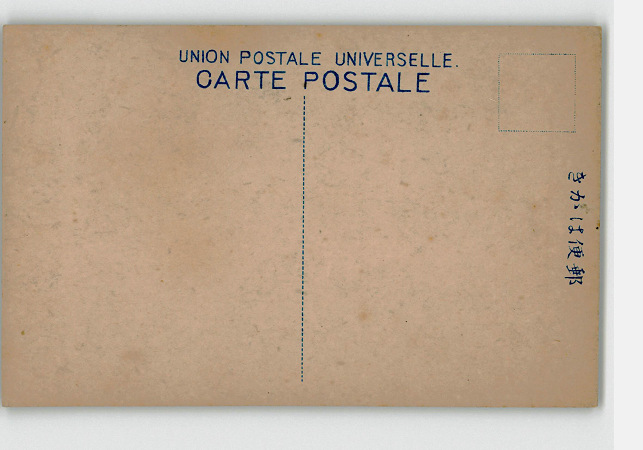 UNION POSTALE UNIVERSELLE.
CARTE POSTALE
きがは便郵